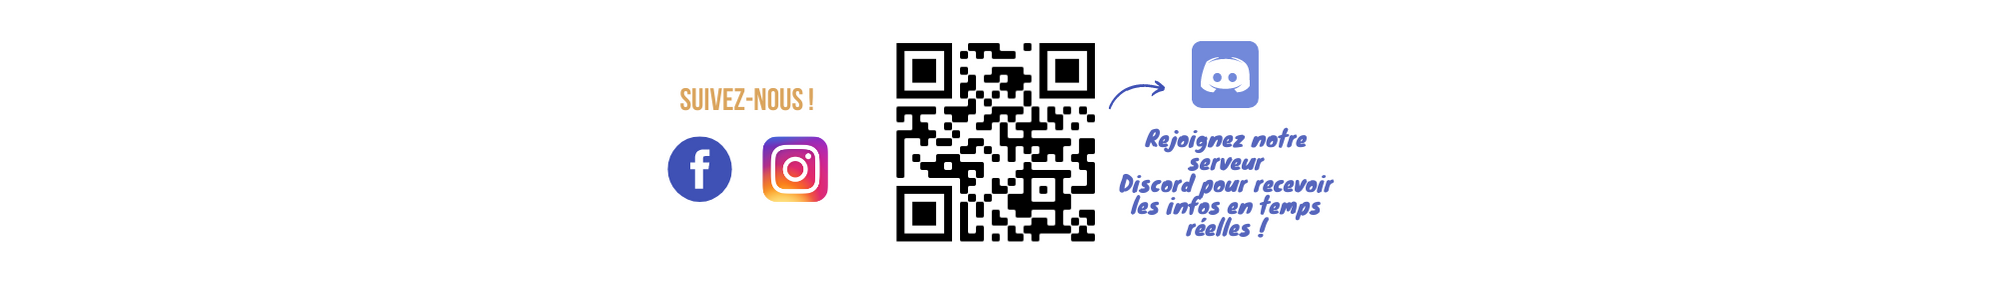 SUIVEZ-NOUS !
Rejoignez notre
serveur
Discord pour recevoir
les infos en temps
réelles !